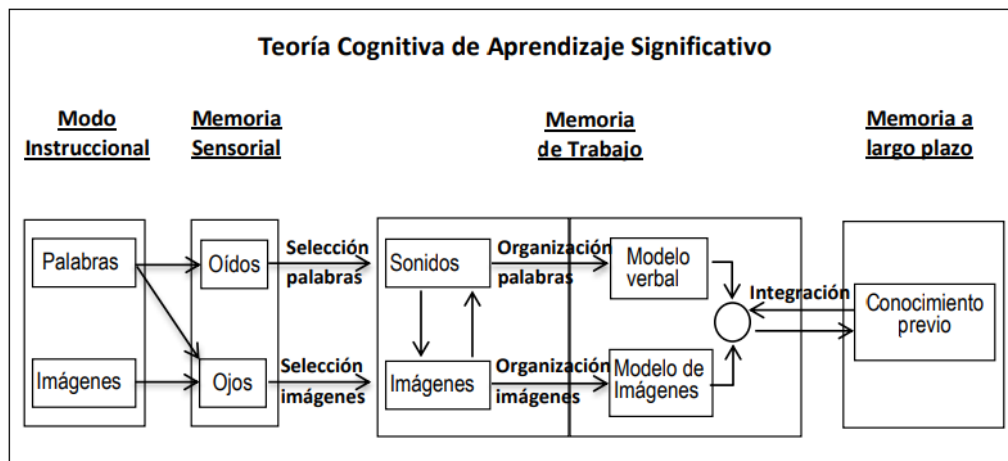 Teoría Cognitiva de Aprendizaje Significativo
Modo
Instruccional
Memoria
Sensorial
Memoria
de Trabajo
Memoria a
largo plazo
Palabras
Oídos
Selección
palabras
Sonidos
Organización
palabras
Modelo
verbal
Integración
Conocimiento
previo
Imágenes
Ojos
Selección
imágenes
Imágenes
Organización
imágenes
Modelo de
Imágenes